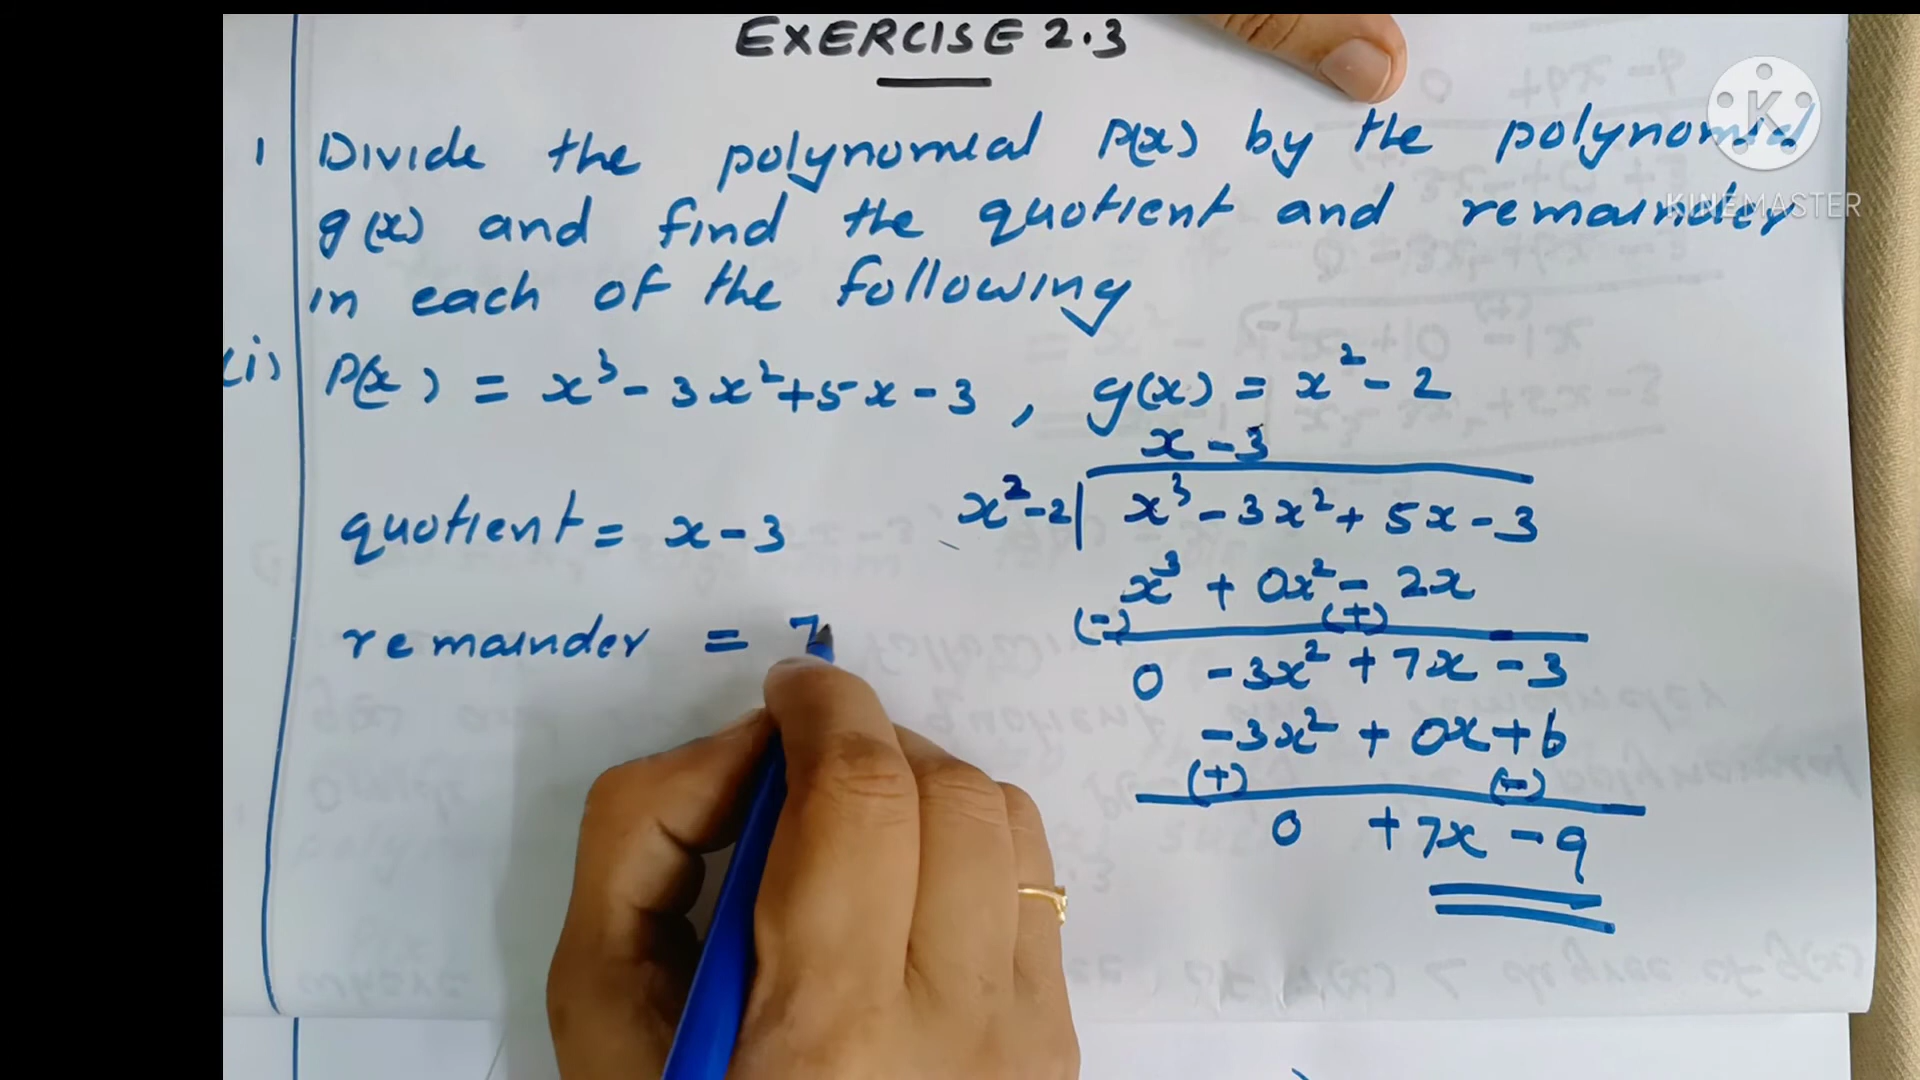 EXERCISE 2.3
1 Divide the polynomial P(x) by the polynomial
g(x) and find the quotient and remainder
in each of the following
(i) P(x) = x³ - 3x² + 5x - 3 , g(x) = x² - 2
x - 3
x² - 2 | x³ - 3x² + 5x - 3
quotient = x - 3
x³ + 0x² - 2x
(-) (+)
remainder = 7
0 - 3x² + 7x - 3
- 3x² + 0x + 6
(+) (-)
0 + 7x - 9
K
KINEMASTER